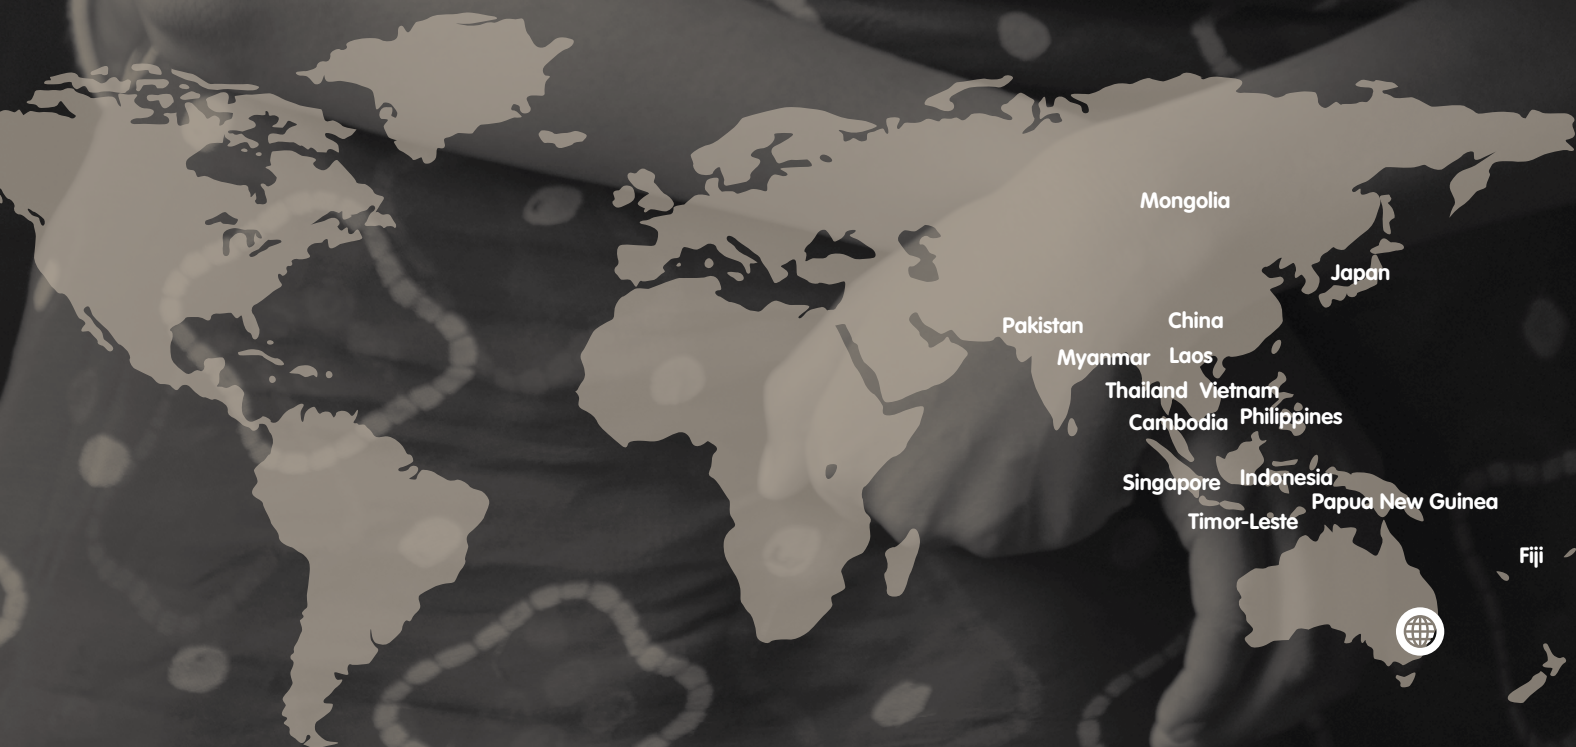 Mongolia
Japan
China
Pakistan
Myanmar Laos
Thailand Vietnam
Philippines
Cambodia
Indonesia
Singapore
Papua New Guinea
Timor-Leste
Fiji